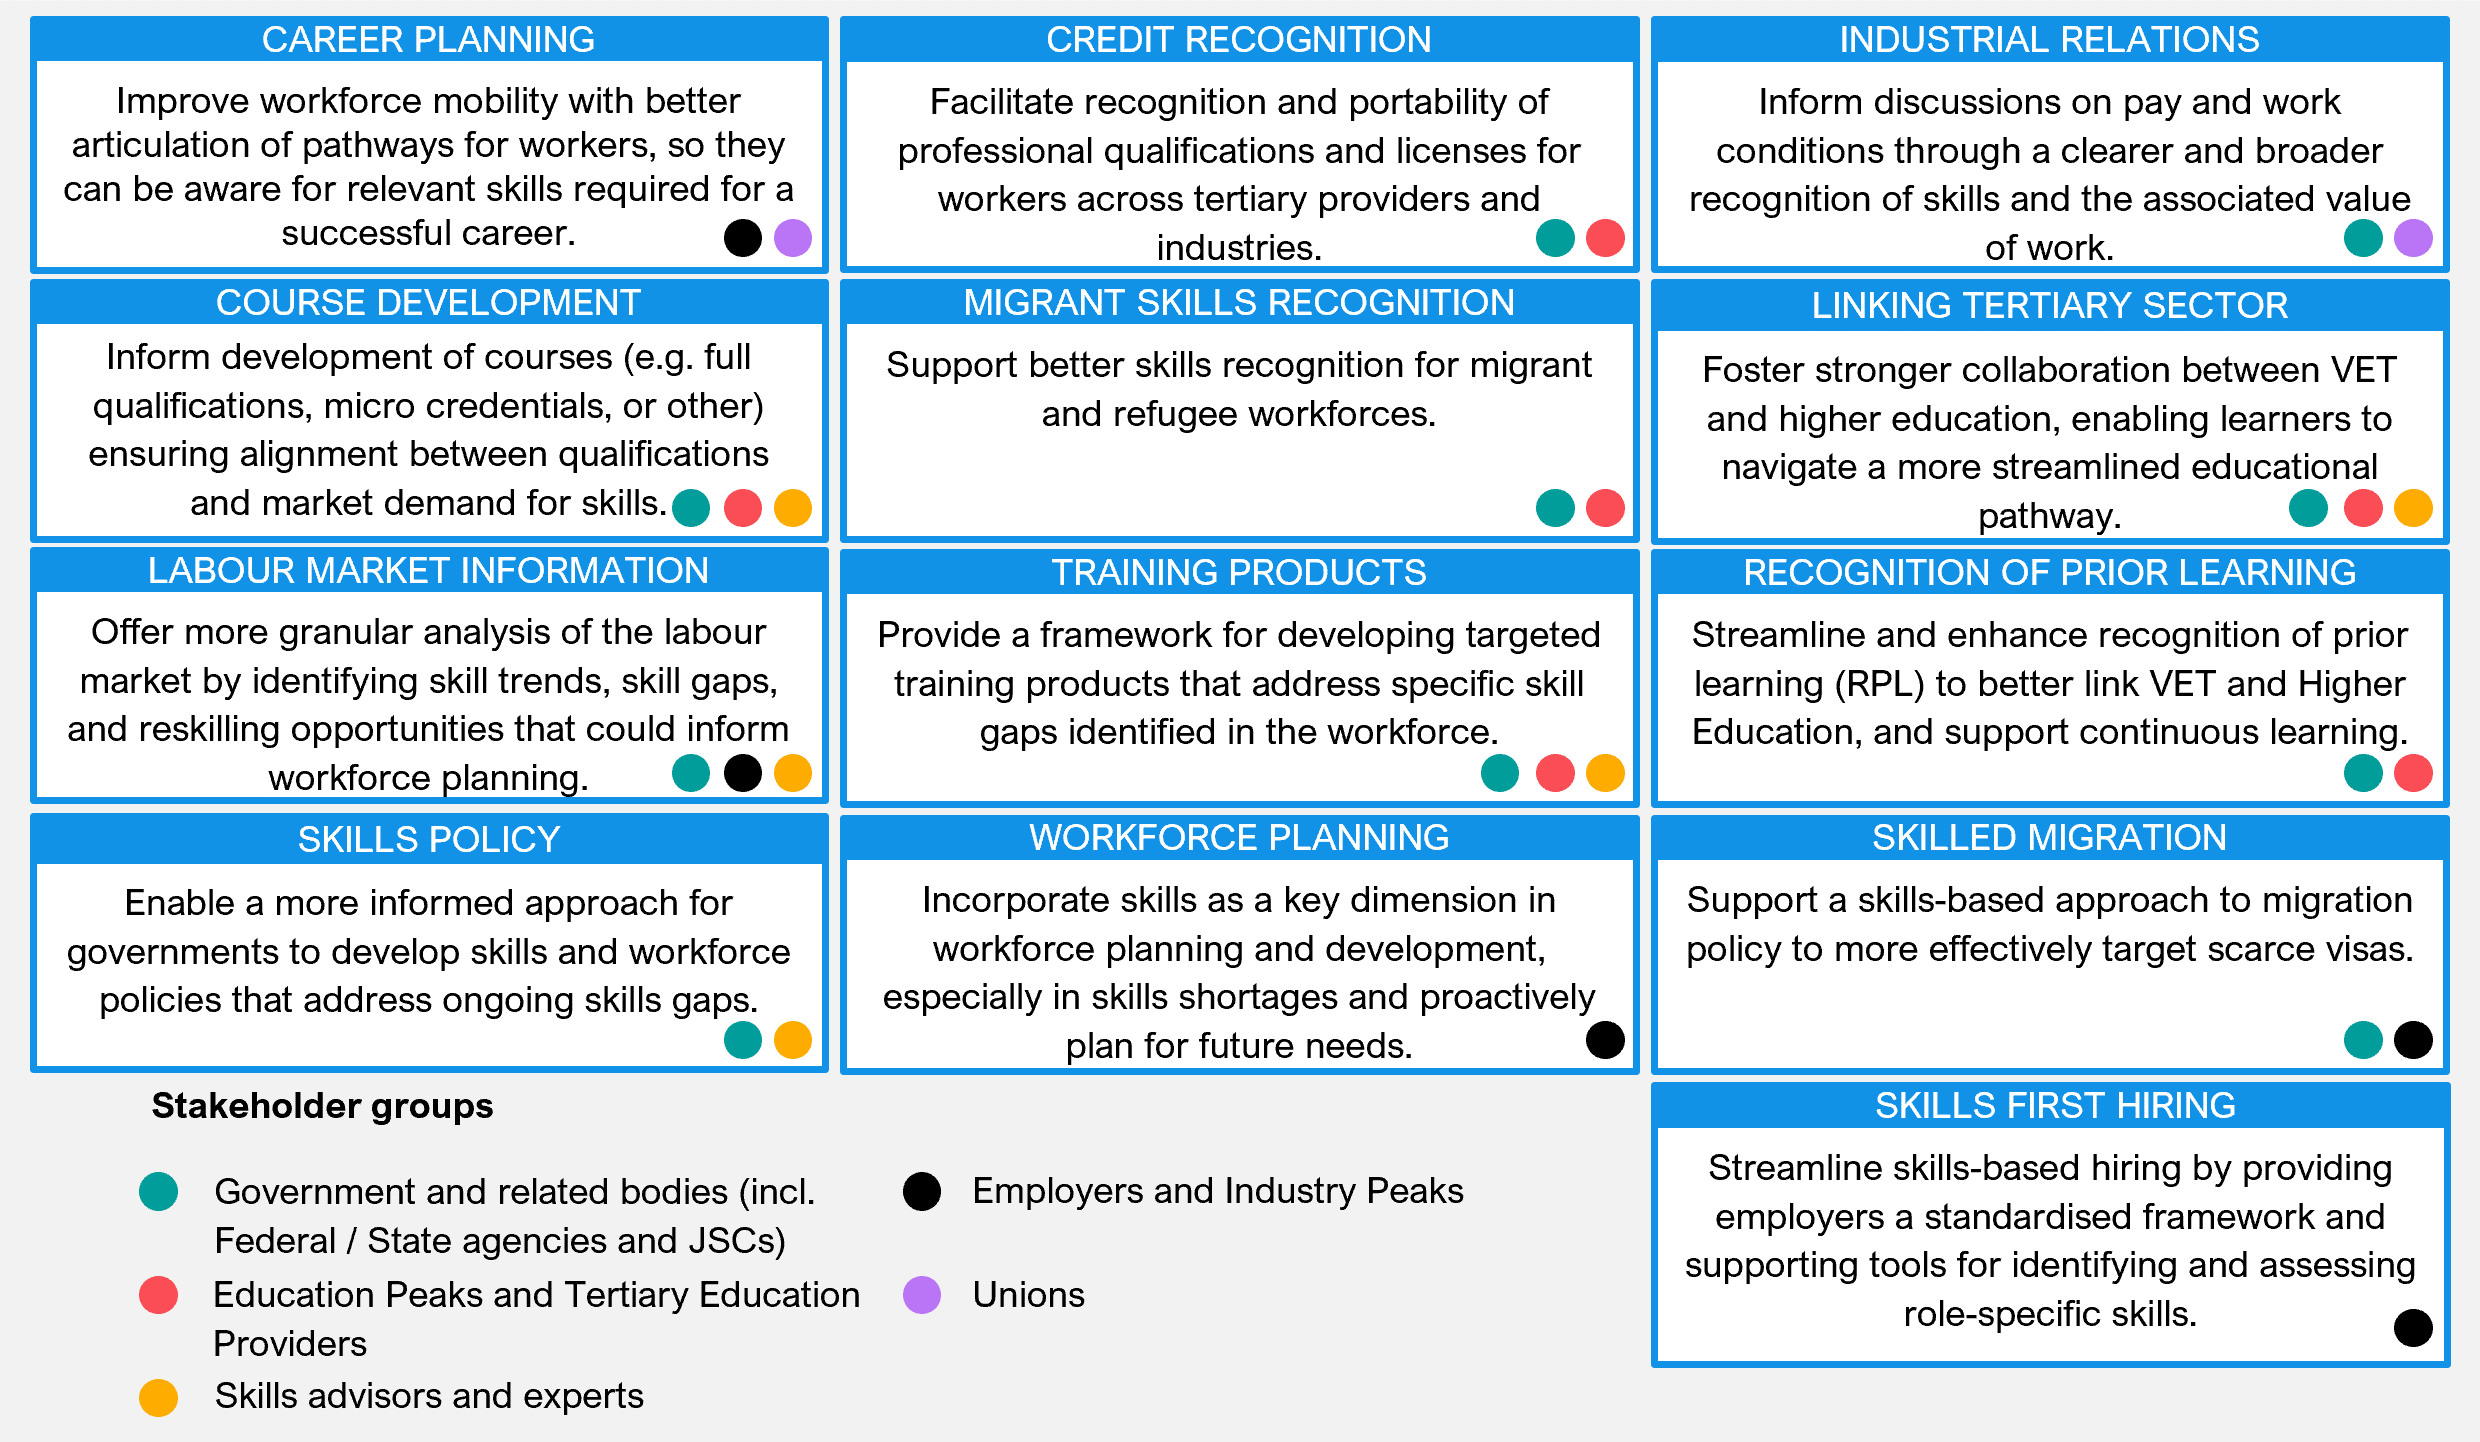 CAREER PLANNING
Improve workforce mobility with better
articulation of pathways for workers, so they
can be aware for relevant skills required for a
successful career.
CREDIT RECOGNITION
Facilitate recognition and portability of
professional qualifications and licenses for
workers across tertiary providers and
industries.
INDUSTRIAL RELATIONS
Inform discussions on pay and work
conditions through a clearer and broader
recognition of skills and the associated value
of work.
COURSE DEVELOPMENT
Inform development of courses (e.g. full
qualifications, micro credentials, or other)
ensuring alignment between qualifications
and market demand for skills.
MIGRANT SKILLS RECOGNITION
Support better skills recognition for migrant
and refugee workforces.
LINKING TERTIARY SECTOR
Foster stronger collaboration between VET
and higher education, enabling learners to
navigate a more streamlined educational
pathway.
LABOUR MARKET INFORMATION
Offer more granular analysis of the labour
market by identifying skill trends, skill gaps,
and reskilling opportunities that could inform
workforce planning.
TRAINING PRODUCTS
Provide a framework for developing targeted
training products that address specific skill
gaps identified in the workforce.
RECOGNITION OF PRIOR LEARNING
Streamline and enhance recognition of prior
learning (RPL) to better link VET and Higher
Education, and support continuous learning.
SKILLS POLICY
Enable a more informed approach for
governments to develop skills and workforce
policies that address ongoing skills gaps.
WORKFORCE PLANNING
Incorporate skills as a key dimension in
workforce planning and development,
especially in skills shortages and proactively
plan for future needs.
SKILLED MIGRATION
Support a skills-based approach to migration
policy to more effectively target scarce visas.
SKILLS FIRST HIRING
Streamline skills-based hiring by providing
employers a standardised framework and
supporting tools for identifying and assessing
role-specific skills.
Stakeholder groups
Government and related bodies (incl.
Federal / State agencies and JSCs)
Employers and Industry Peaks
Education Peaks and Tertiary Education
Providers
Unions
Skills advisors and experts